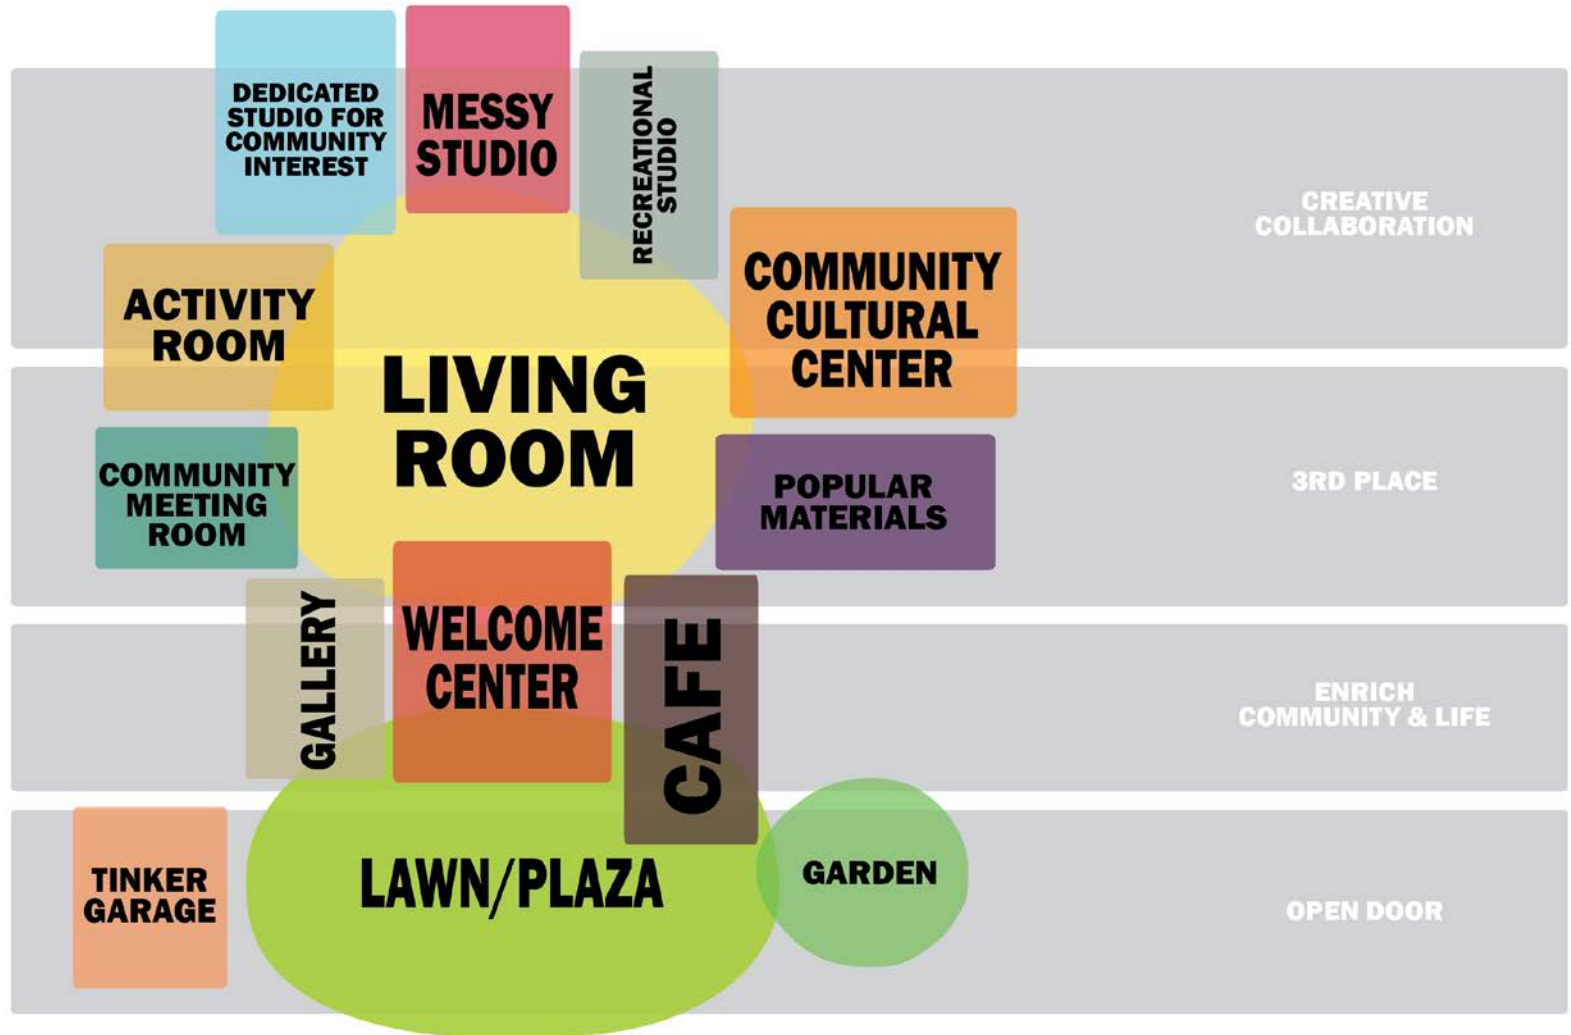 DEDICATED
STUDIO FOR
COMMUNITY
INTEREST
MESSY
STUDIO
RECREATIONAL
STUDIO
CREATIVE
COLLABORATION
ACTIVITY
ROOM
COMMUNITY
CULTURAL
CENTER
LIVING
ROOM
COMMUNITY
MEETING
ROOM
POPULAR
MATERIALS
3RD PLACE
GALLERY
WELCOME
CENTER
CAFE
ENRICH
COMMUNITY & LIFE
TINKER
GARAGE
LAWN/PLAZA
GARDEN
OPEN DOOR